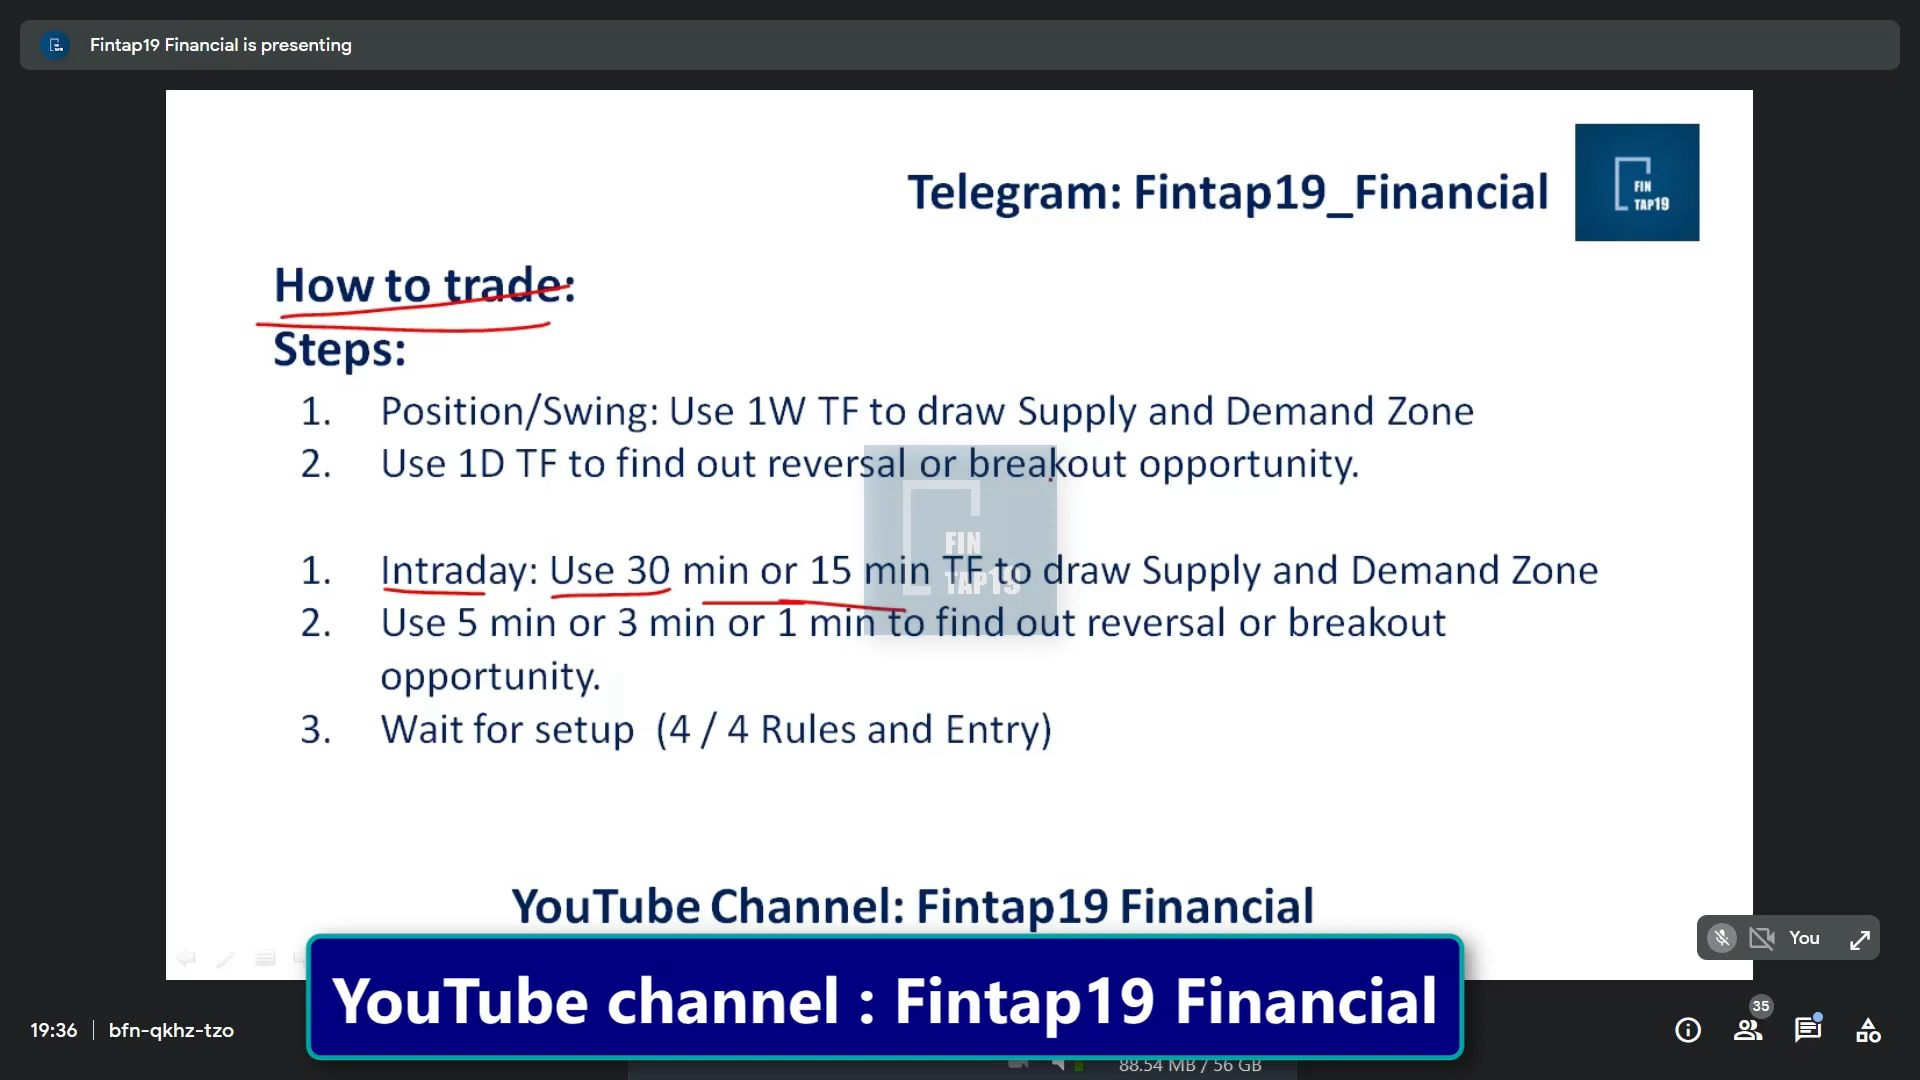 Fintap19 Financial is presenting
Telegram: Fintap19_Financial
FIN
TAP19
How to trade:
Steps:
1. Position/Swing: Use 1W TF to draw Supply and Demand Zone
2. Use 1D TF to find out reversal or breakout opportunity.
FIN
TAP19
1. Intraday: Use 30 min or 15 min TF to draw Supply and Demand Zone
2. Use 5 min or 3 min or 1 min to find out reversal or breakout
opportunity.
3. Wait for setup (4 / 4 Rules and Entry)
YouTube Channel: Fintap19 Financial
You
YouTube channel : Fintap19 Financial
19:36 | bfn-qkhz-tzo
35
88.54 MB / 56 GB